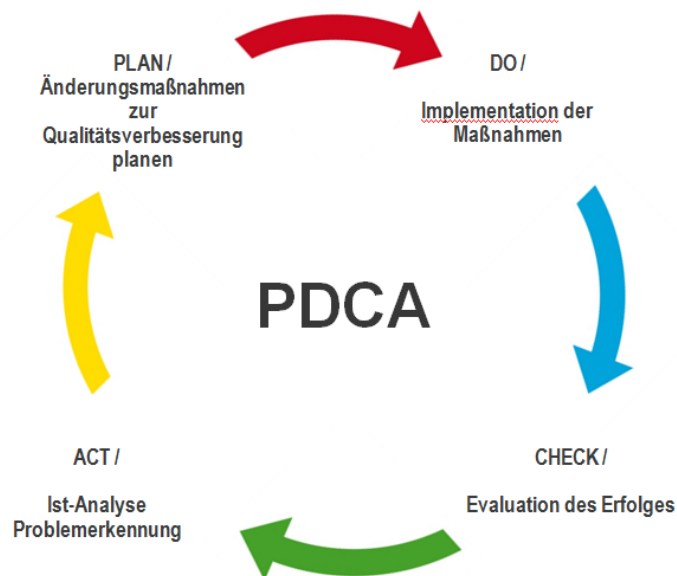 PLAN /
Änderungsmaßnahmen
zur
Qualitätsverbesserung
planen
DO /
Implementation der
Maßnahmen
PDCA
ACT /
Ist-Analyse
Problemerkennung
CHECK /
Evaluation des Erfolges